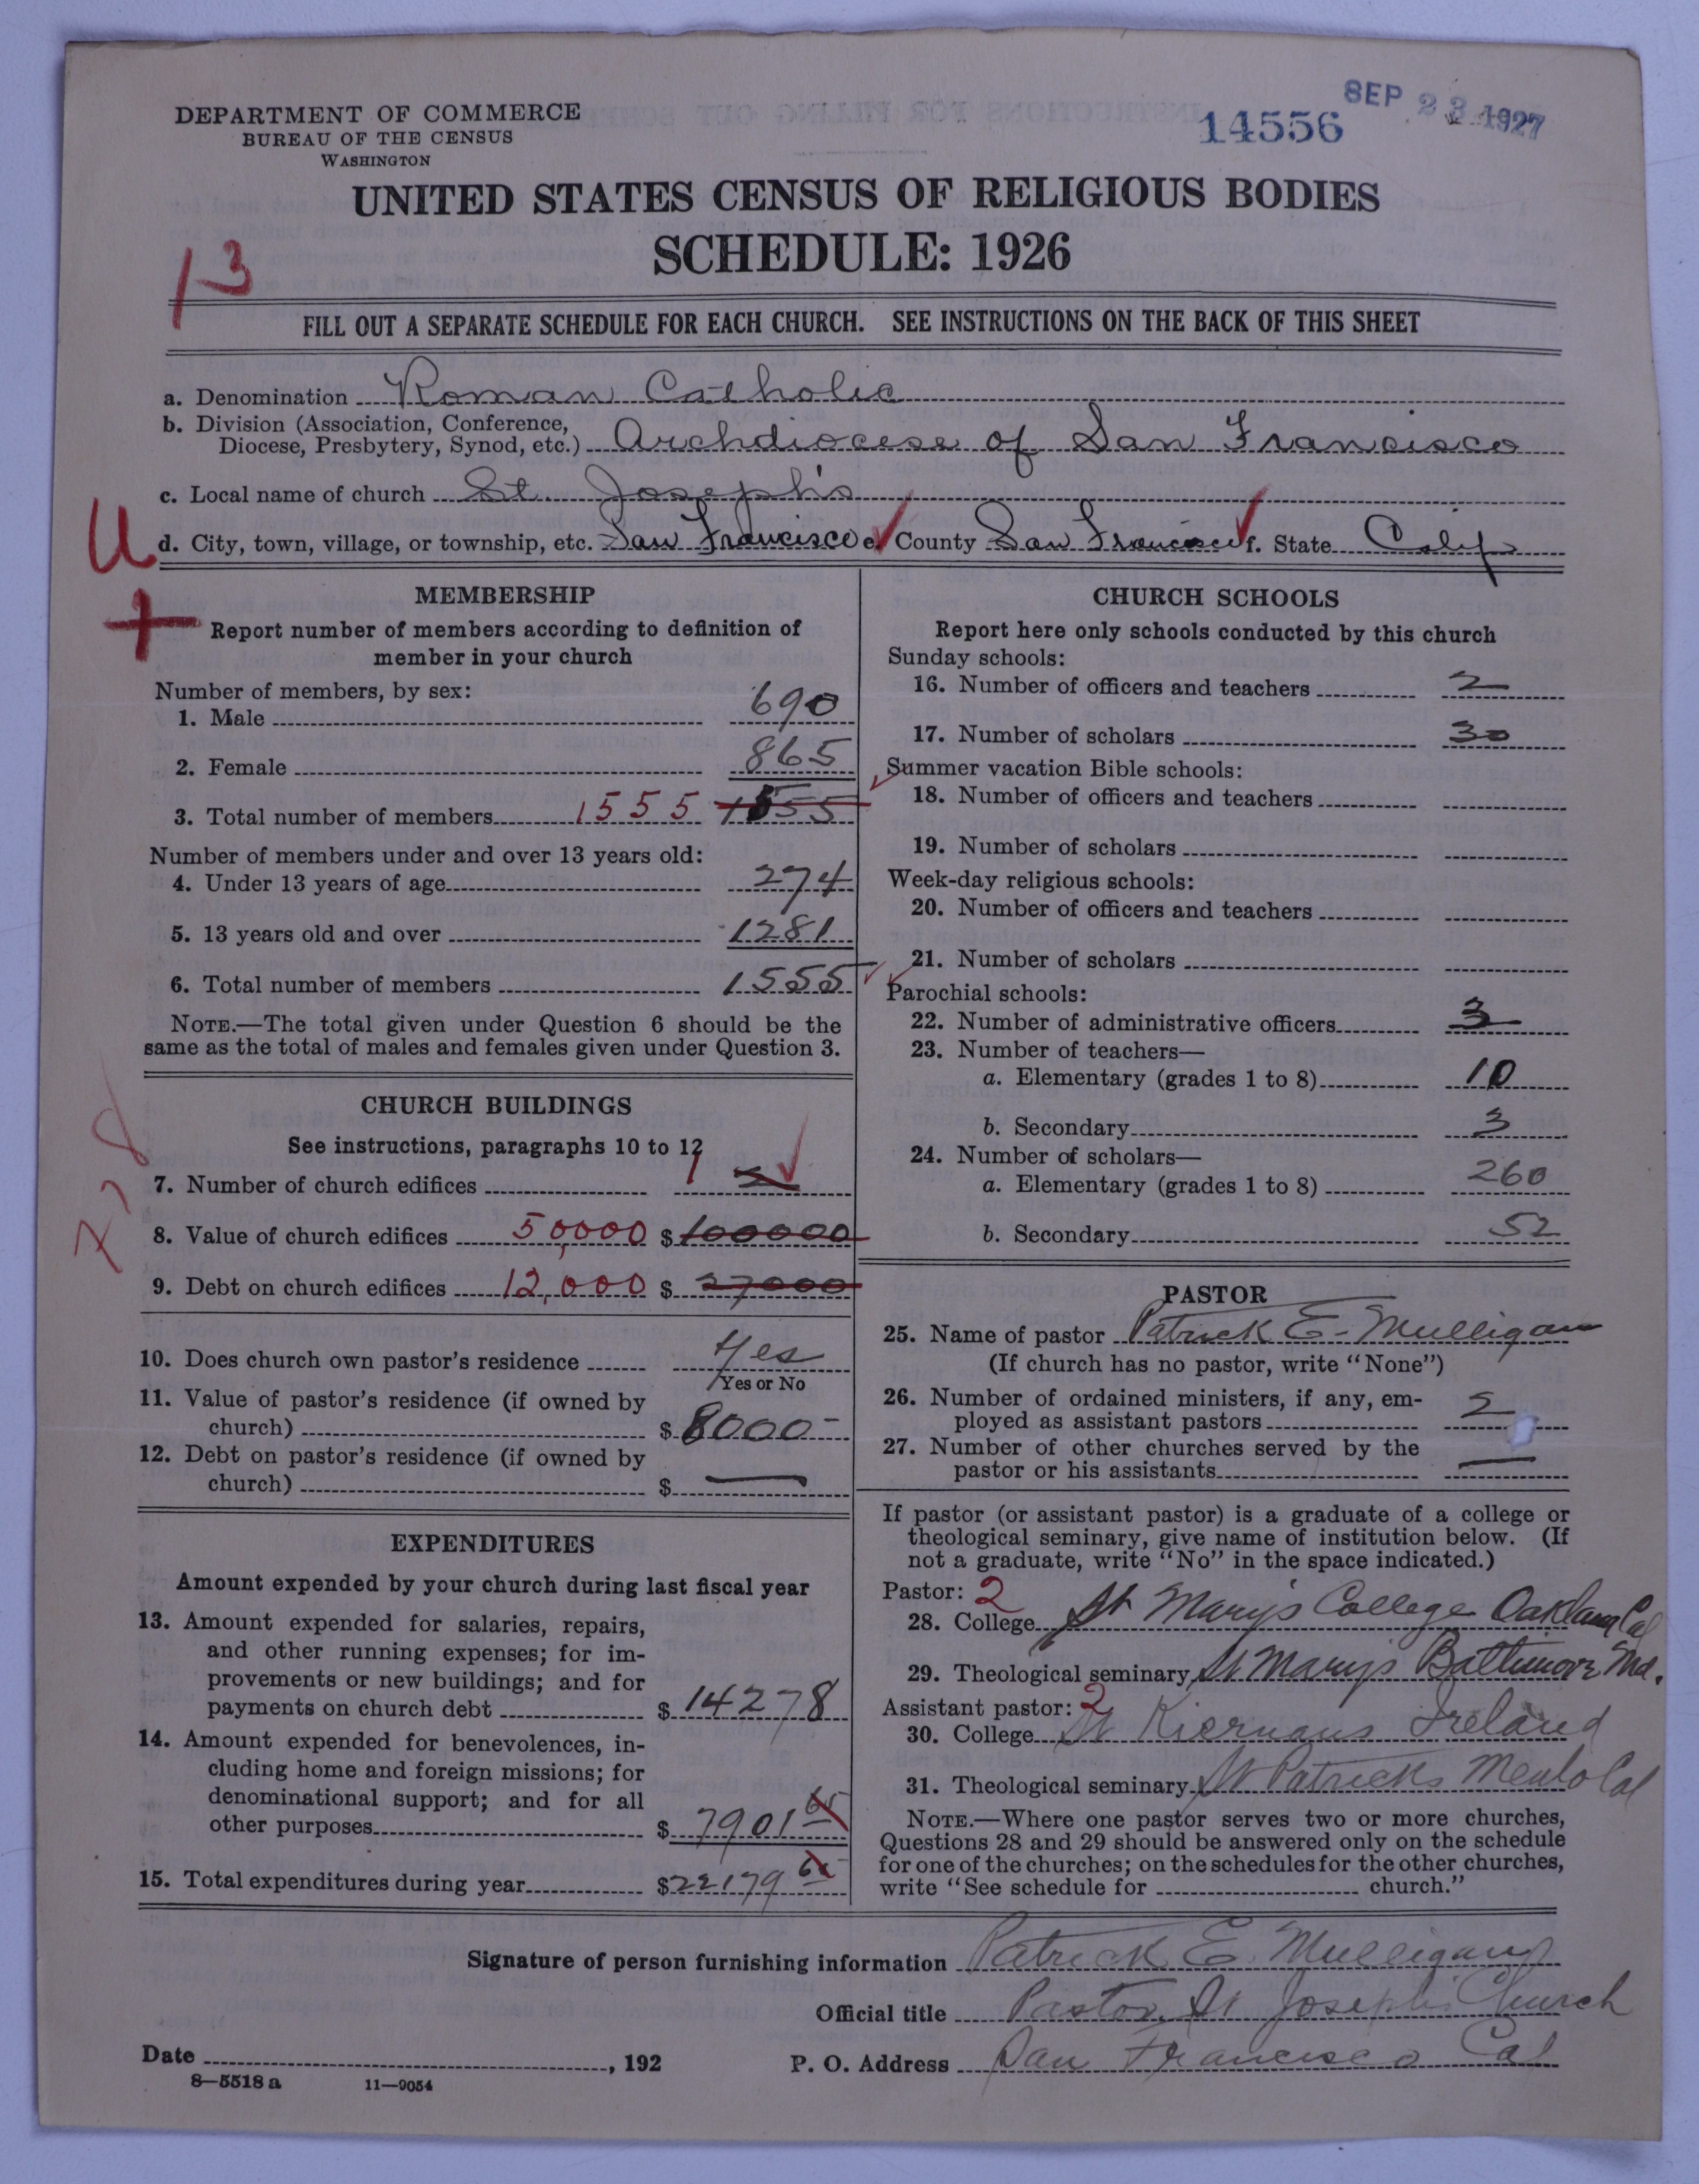 DEPARTMENT OF COMMERCE
BUREAU OF THE CENSUS
WASHINGTON
14556
SEP 23 1927
UNITED STATES CENSUS OF RELIGIOUS BODIES
SCHEDULE: 1926
13
FILL OUT A SEPARATE SCHEDULE FOR EACH CHURCH. SEE INSTRUCTIONS ON THE BACK OF THIS SHEET
a. Denomination Roman Catholic
b. Division (Association, Conference,
Diocese, Presbytery, Synod, etc.) Archdiocese of San Francisco
c. Local name of church St. Joseph's
U
d. City, town, village, or township, etc. San Francisco e. County San Francisco f. State Calif
MEMBERSHIP
Report number of members according to definition of
member in your church
Number of members, by sex:
1. Male 690
2. Female 865
3. Total number of members 1555 1555
Number of members under and over 13 years old:
4. Under 13 years of age 274
5. 13 years old and over 1281
6. Total number of members 1555
NOTE.—The total given under Question 6 should be the
same as the total of males and females given under Question 3.
CHURCH BUILDINGS
See instructions, paragraphs 10 to 12
7. Number of church edifices 1 2
7, 8
8. Value of church edifices 50,000 $ 100000
9. Debt on church edifices 12,000 $ 27000
10. Does church own pastor's residence Yes
Yes or No
11. Value of pastor's residence (if owned by
church) $ 8000-
12. Debt on pastor's residence (if owned by
church) $ —
EXPENDITURES
Amount expended by your church during last fiscal year
13. Amount expended for salaries, repairs,
and other running expenses; for im-
provements or new buildings; and for
payments on church debt $ 14278
14. Amount expended for benevolences, in-
cluding home and foreign missions; for
denominational support; and for all
other purposes $ 7901 65
15. Total expenditures during year $22179 65
CHURCH SCHOOLS
Report here only schools conducted by this church
Sunday schools:
16. Number of officers and teachers 2
17. Number of scholars 30
Summer vacation Bible schools:
18. Number of officers and teachers
19. Number of scholars
Week-day religious schools:
20. Number of officers and teachers
21. Number of scholars
Parochial schools:
22. Number of administrative officers 3
23. Number of teachers—
a. Elementary (grades 1 to 8) 10
b. Secondary 3
24. Number of scholars—
a. Elementary (grades 1 to 8) 260
b. Secondary 52
PASTOR
25. Name of pastor Patrick E. Mulligan
(If church has no pastor, write "None")
26. Number of ordained ministers, if any, em-
ployed as assistant pastors 2
27. Number of other churches served by the
pastor or his assistants —
If pastor (or assistant pastor) is a graduate of a college or
theological seminary, give name of institution below. (If
not a graduate, write "No" in the space indicated.)
Pastor: 2
28. College St Mary's College Oakland Cal
29. Theological seminary St Mary's Baltimore Md.
Assistant pastor: 2
30. College St Kiernans Ireland
31. Theological seminary St Patricks Menlo Cal
NOTE.—Where one pastor serves two or more churches,
Questions 28 and 29 should be answered only on the schedule
for one of the churches; on the schedules for the other churches,
write "See schedule for church."
Signature of person furnishing information Patrick E. Mulligan
Official title Pastor, St Josephs Church
Date , 192 P. O. Address San Francisco Cal
8—5518 a 11—9054